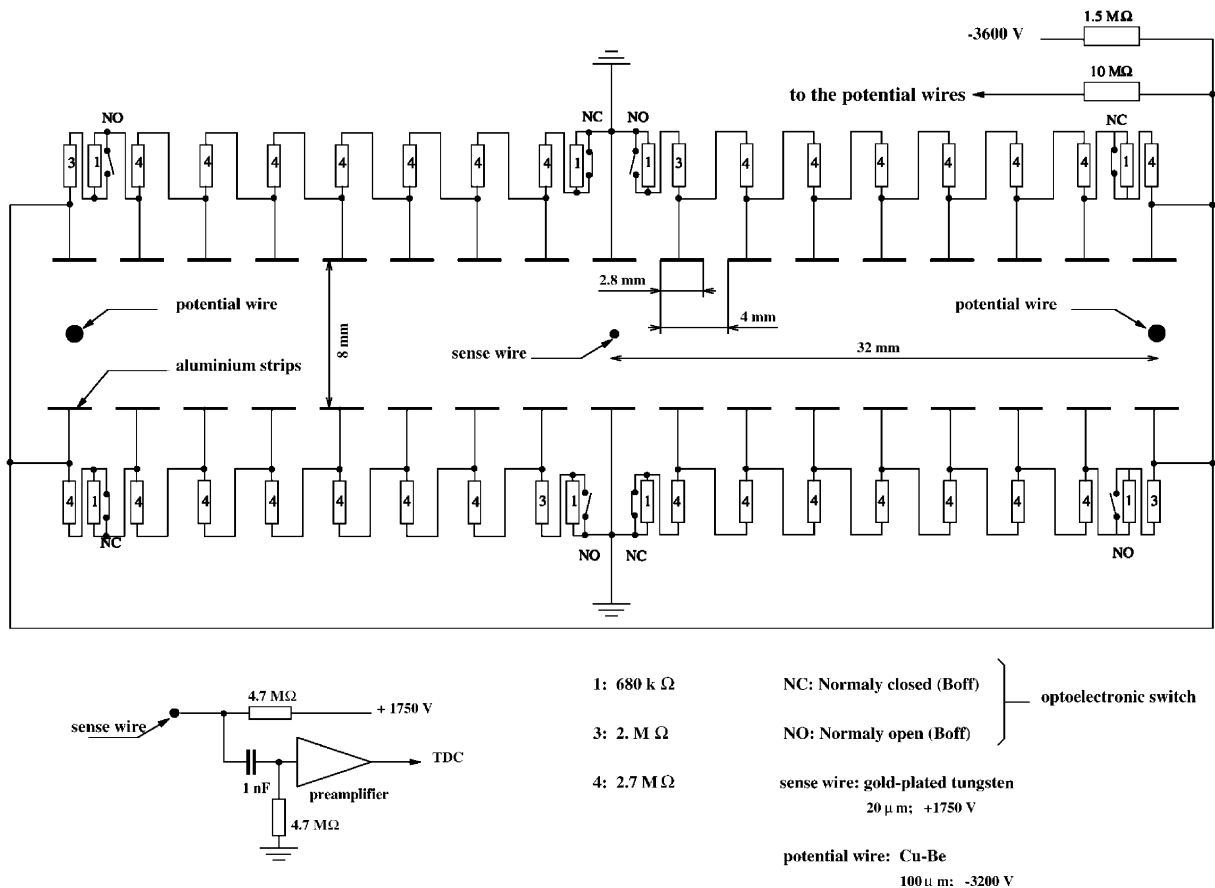 1.5 MΩ
-3600 V
10 MΩ
to the potential wires
NO
NC
NO
NC
3
1
4
4
4
4
4
4
4
1
1
3
4
4
4
4
4
4
1
4
2.8 mm
potential wire
4 mm
potential wire
8 mm
sense wire
32 mm
aluminium strips
4
1
4
4
4
4
4
3
1
1
4
4
4
4
4
4
4
1
3
NC
NO
NC
NO
4.7 MΩ
+ 1750 V
sense wire
TDC
1 nF
preamplifier
4.7 MΩ
1: 680 k Ω
NC: Normaly closed (Boff)
optoelectronic switch
3: 2. M Ω
NO: Normaly open (Boff)
4: 2.7 M Ω
sense wire: gold-plated tungsten
20 μ m; +1750 V
potential wire: Cu-Be
100 μ m; -3200 V